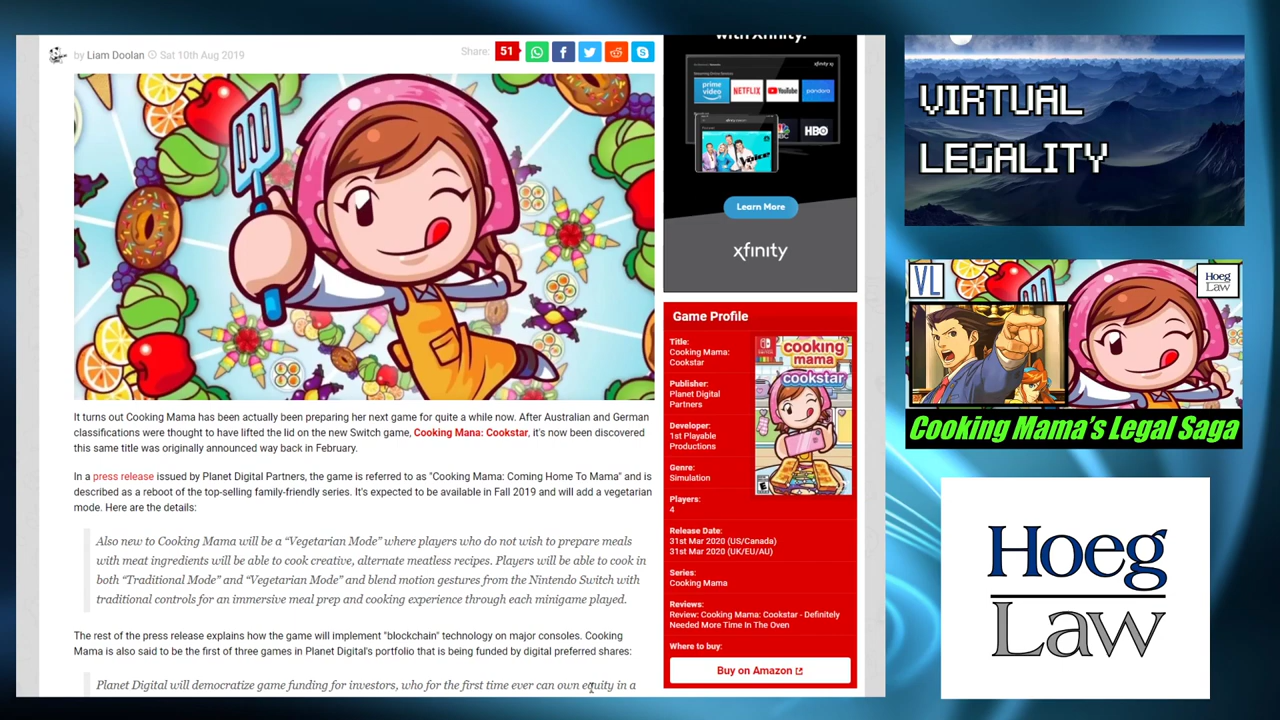 by Liam Doolan Sat 10th Aug 2019
Share: 51
It turns out Cooking Mama has been actually been preparing her next game for quite a while now. After Australian and German
classifications were thought to have lifted the lid on the new Switch game, Cooking Mana: Cookstar, it's now been discovered
this same title was originally announced way back in February.
In a press release issued by Planet Digital Partners, the game is referred to as "Cooking Mama: Coming Home To Mama" and is
described as a reboot of the top-selling family-friendly series. It's expected to be available in Fall 2019 and will add a vegetarian
mode. Here are the details:
Also new to Cooking Mama will be a “Vegetarian Mode” where players who do not wish to prepare meals
with meat ingredients will be able to cook creative, alternate meatless recipes. Players will be able to cook in
both “Traditional Mode” and “Vegetarian Mode” and blend motion gestures from the Nintendo Switch with
traditional controls for an immersive meal prep and cooking experience through each minigame played.
The rest of the press release explains how the game will implement "blockchain" technology on major consoles. Cooking
Mama is also said to be the first of three games in Planet Digital's portfolio that is being funded by digital preferred shares:
Planet Digital will democratize game funding for investors, who for the first time ever can own equity in a
with Xfinity.
xfinity
prime video
NETFLIX
YouTube
pandora
HBO
Voice
Learn More
xfinity
Game Profile
Title:
Cooking Mama:
Cookstar
Publisher:
Planet Digital
Partners
Developer:
1st Playable
Productions
Genre:
Simulation
Players:
4
Release Date:
31st Mar 2020 (US/Canada)
31st Mar 2020 (UK/EU/AU)
Series:
Cooking Mama
Reviews:
Review: Cooking Mama: Cookstar - Definitely
Needed More Time In The Oven
Where to buy:
Buy on Amazon
cooking
mama
cookstar
E
VIRTUAL
LEGALITY
VL
Hoeg
Law
Cooking Mama's Legal Saga
Hoeg
Law